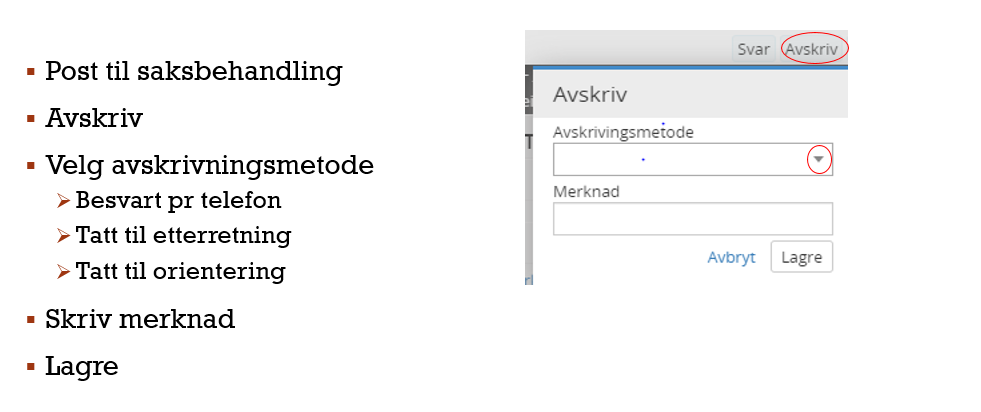 Post til saksbehandling
Avskriv
Velg avskrivningsmetode
Besvart pr telefon
Tatt til etterretning
Tatt til orientering
Skriv merknad
Lagre
Svar Avskriv
Avskriv
Avskrivingsmetode
Merknad
Avbryt Lagre